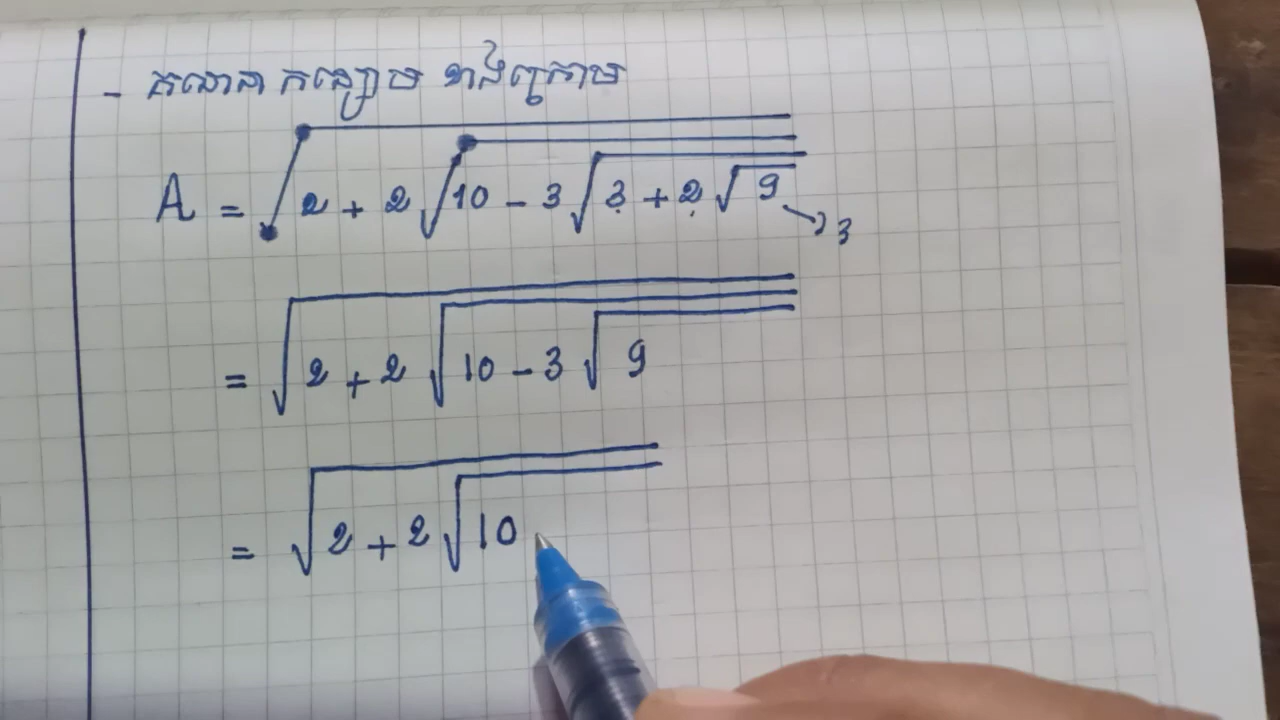 - គណនា កន្សោម ខាងក្រោម
A = √(2 + 2√(10 - 3√(3 + 2√9))) → 3
= √(2 + 2√(10 - 3√9))
= √(2 + 2√10